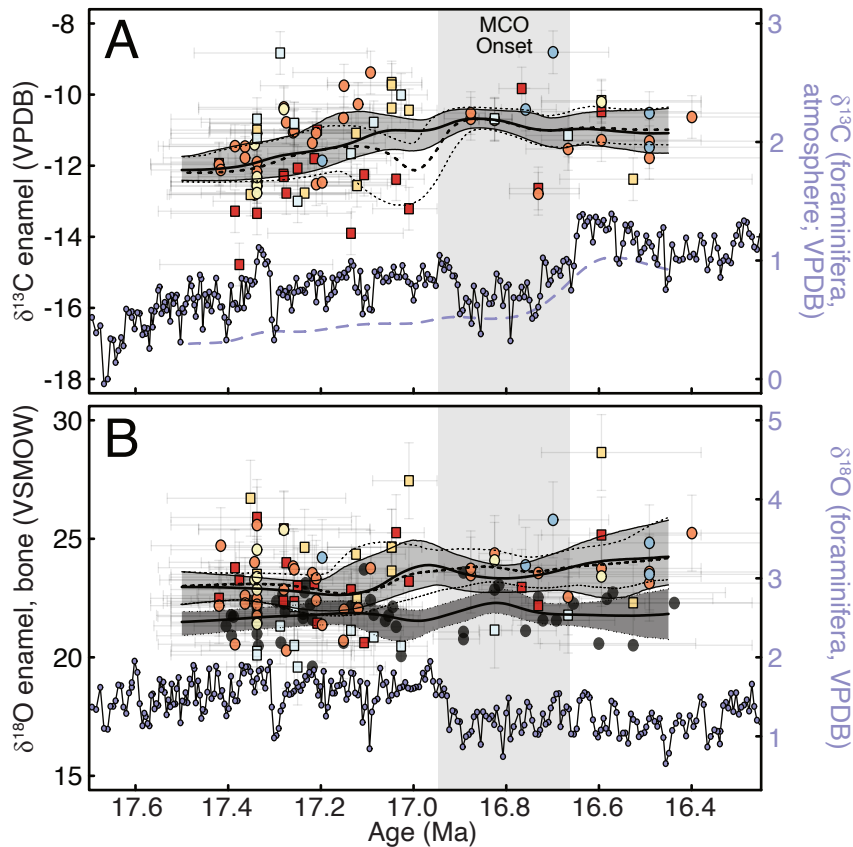 A
MCO
Onset
δ13C enamel (VPDB)
-8
-10
-12
-14
-16
-18
3
2
1
0
δ13C (foraminifera,
atmosphere; VPDB)
B
δ18O enamel, bone (VSMOW)
30
25
20
15
5
4
3
2
1
δ18O (foraminifera, VPDB)
17.6
17.4
17.2
17.0
16.8
16.6
16.4
Age (Ma)